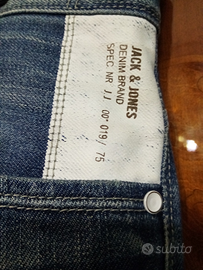 JACK & JONES
DENIM BRAND
SPEC. NR JJ 00°019/75
subito